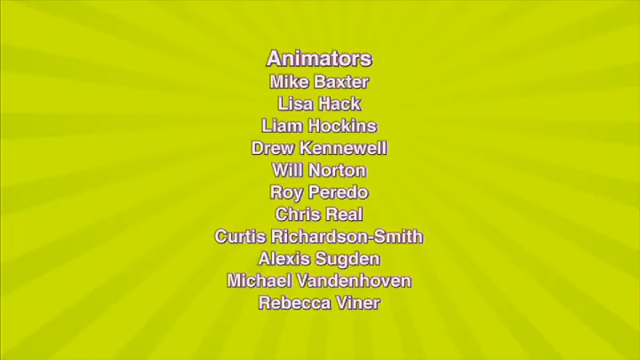 Animators
Mike Baxter
Lisa Hack
Liam Hockins
Drew Kennewell
Will Norton
Roy Peredo
Chris Real
Curtis Richardson-Smith
Alexis Sugden
Michael Vandenhoven
Rebecca Viner